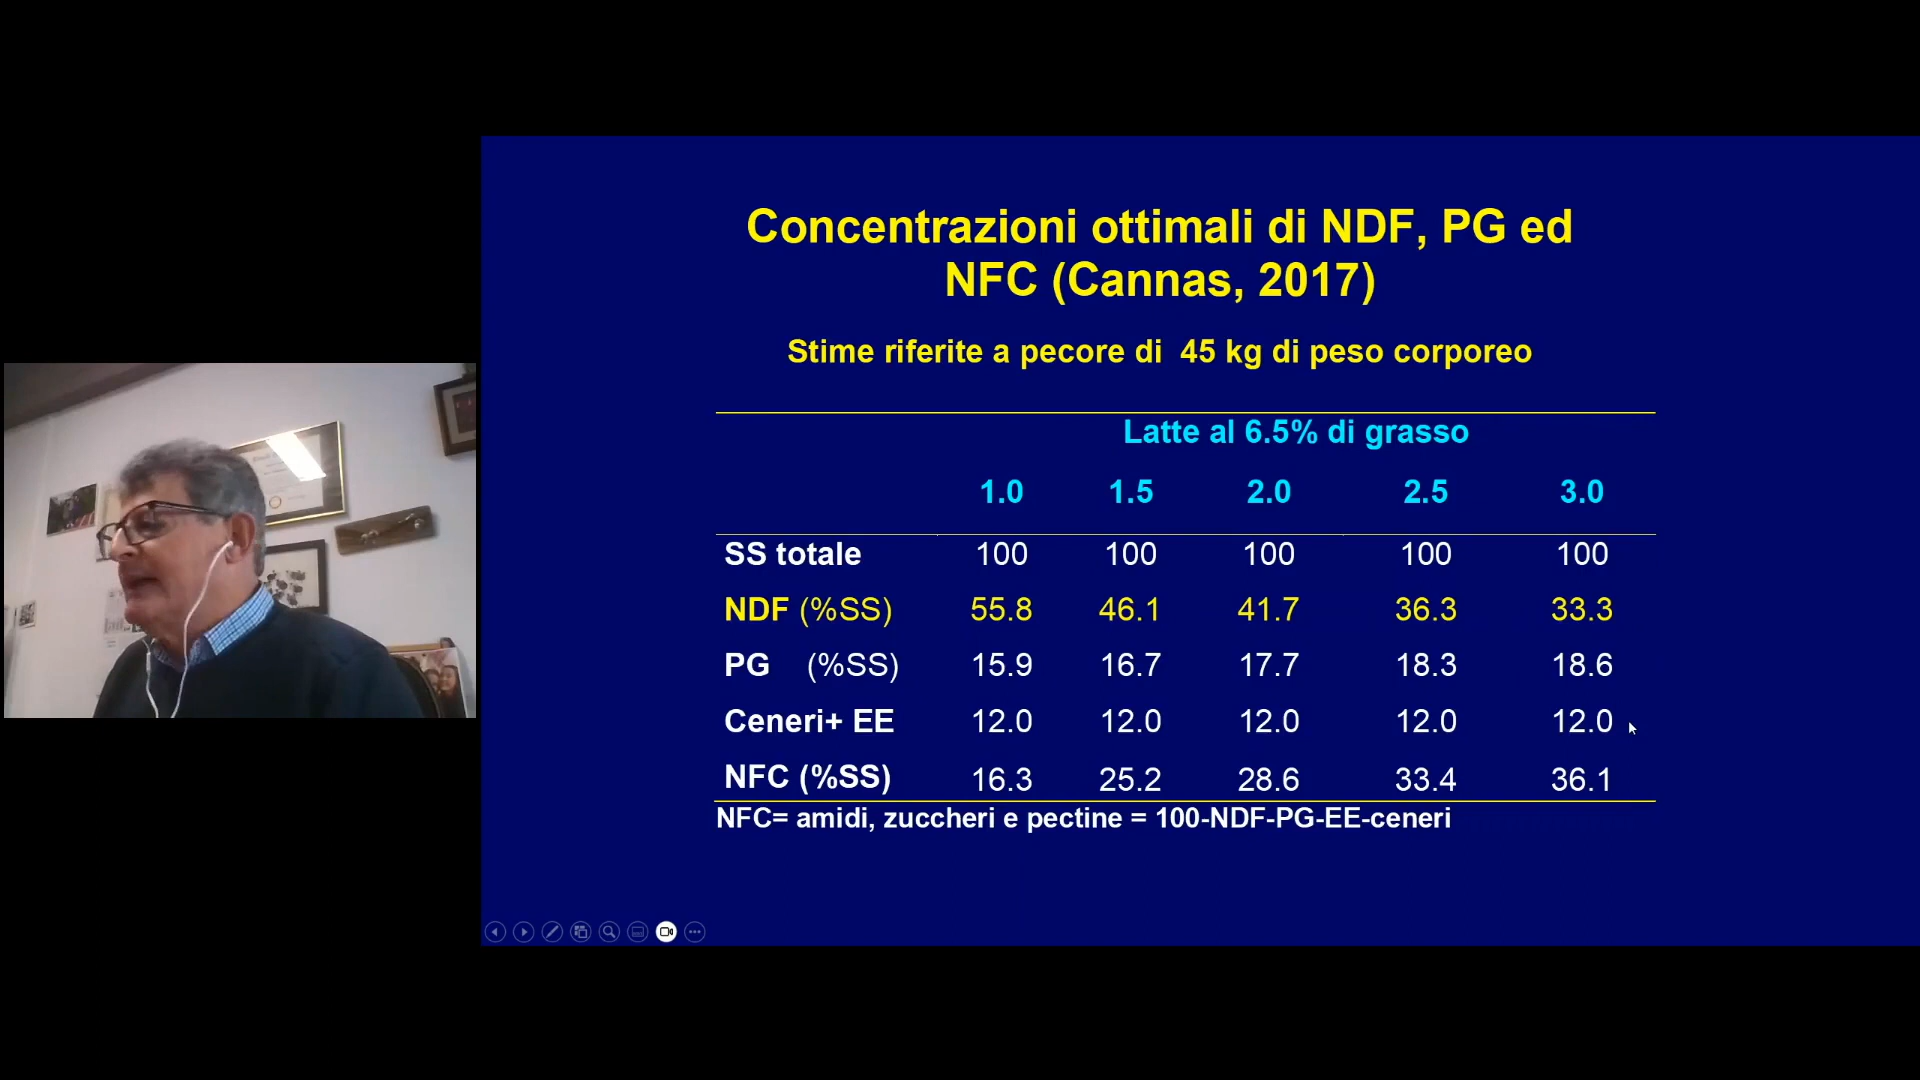 Concentrazioni ottimali di NDF, PG ed
NFC (Cannas, 2017)
Stime riferite a pecore di 45 kg di peso corporeo
Latte al 6.5% di grasso
1.0 1.5 2.0 2.5 3.0
SS totale 100 100 100 100 100
NDF (%SS) 55.8 46.1 41.7 36.3 33.3
PG (%SS) 15.9 16.7 17.7 18.3 18.6
Ceneri+ EE 12.0 12.0 12.0 12.0 12.0
NFC (%SS) 16.3 25.2 28.6 33.4 36.1
NFC= amidi, zuccheri e pectine = 100-NDF-PG-EE-ceneri